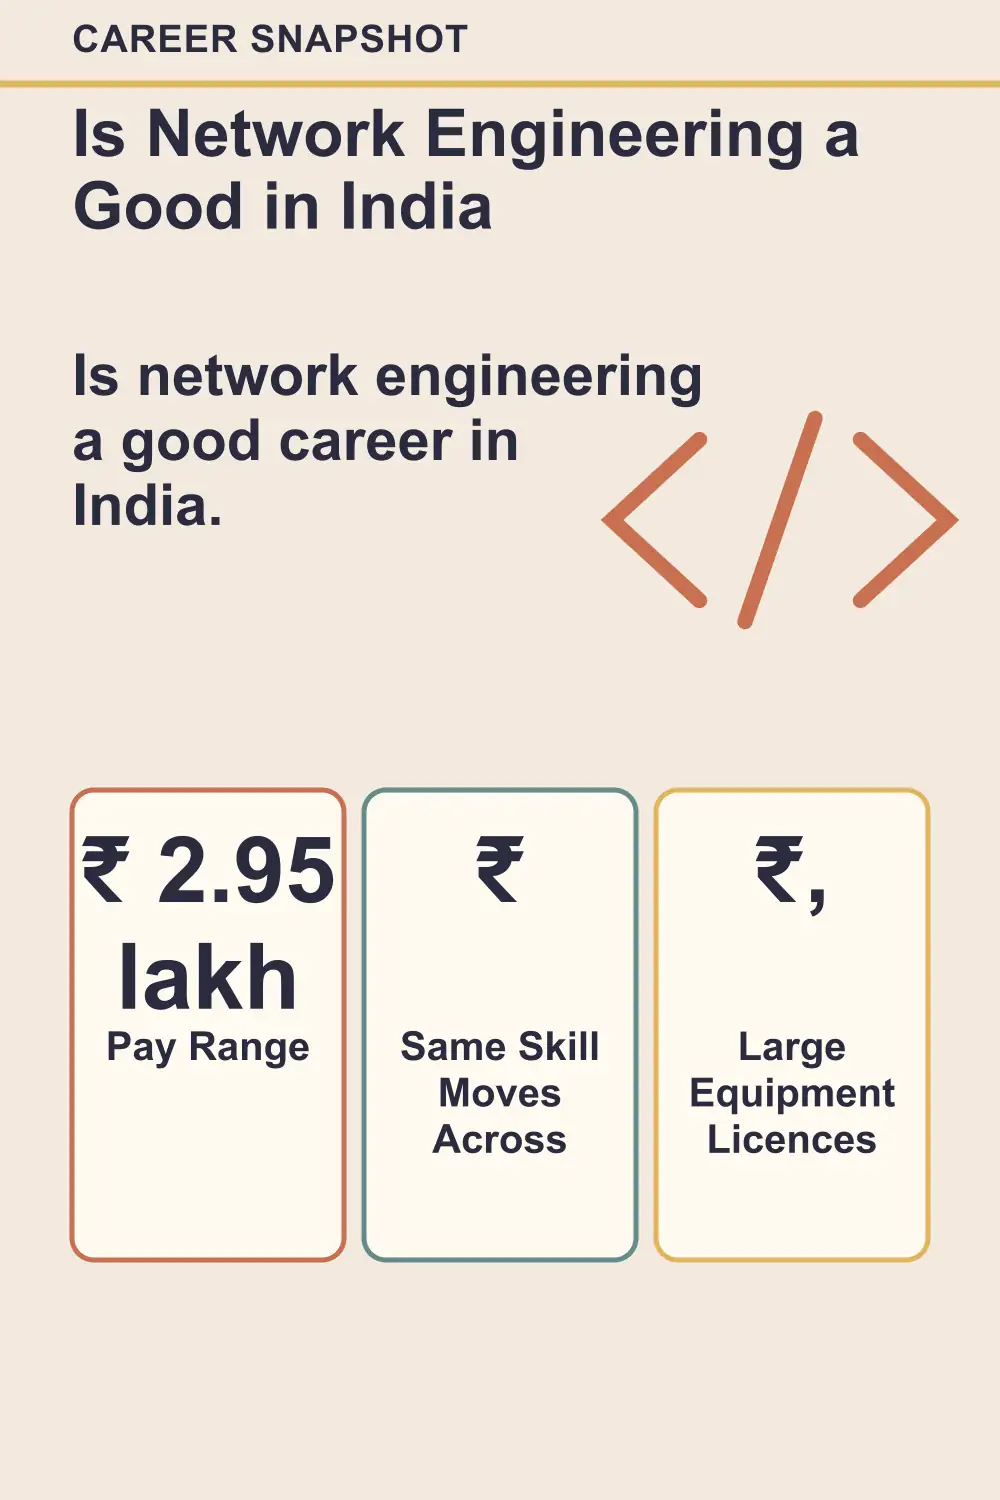 CAREER SNAPSHOT
Is Network Engineering a
Good in India
Is network engineering
a good career in
India.
₹ 2.95
lakh
Pay Range
₹
Same Skill
Moves
Across
₹,
Large
Equipment
Licences